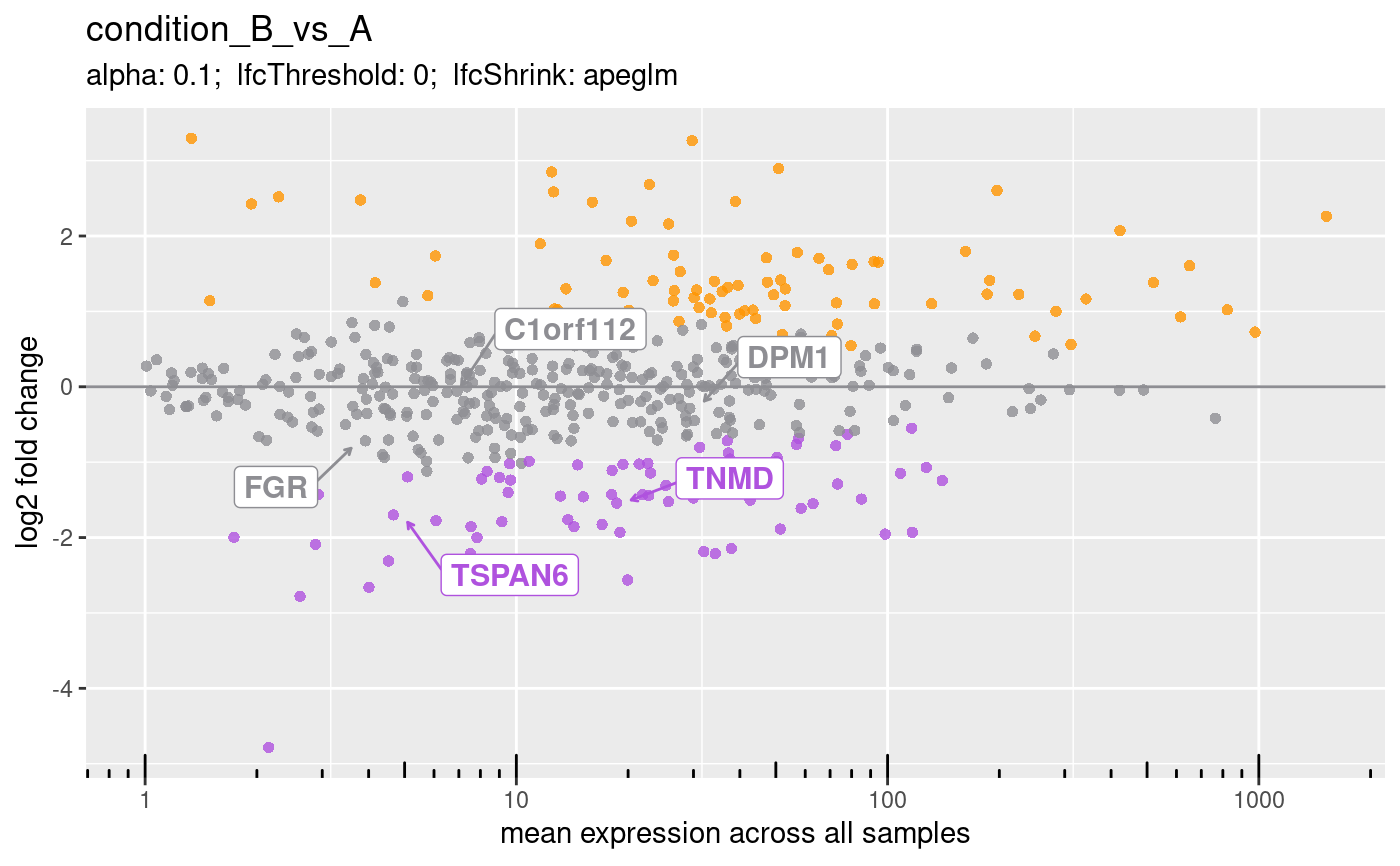 condition_B_vs_A
alpha: 0.1;  lfcThreshold: 0;  lfcShrink: apeglm
log2 fold change
2
0
-2
-4
C1orf112
DPM1
FGR
TNMD
TSPAN6
1
10
100
1000
mean expression across all samples